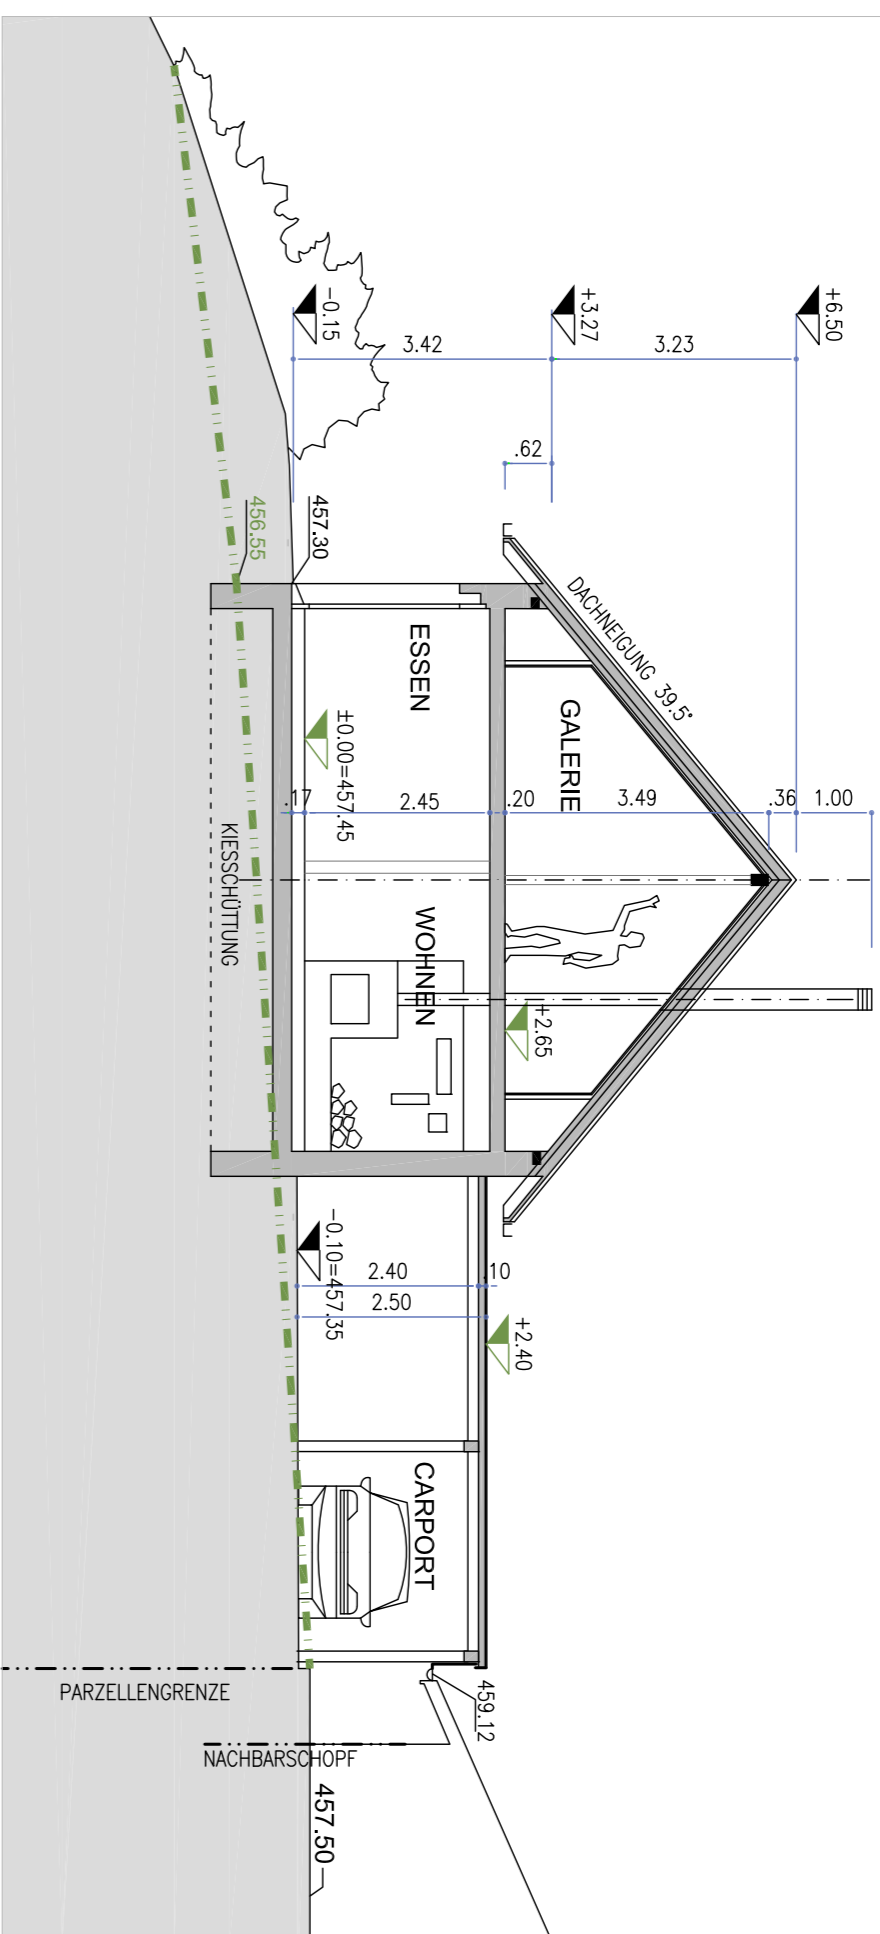 +6.50
+3.27
-0.15
3.42
3.23
.62
457.30
456.55
DACHNEIGUNG 39.5°
ESSEN
GALERIE
±0.00=457.45
.17
2.45
.20
3.49
.36
1.00
KIESSCHÜTTUNG
WOHNEN
+2.65
-0.10=457.35
2.40
.10
2.50
+2.40
CARPORT
459.12
PARZELLENGRENZE
NACHBARSCHOPF
457.50